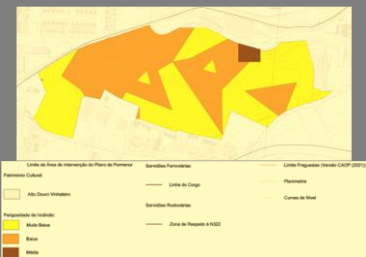 Limite da Área de Intervenção do Plano de Pormenor
Património Cultural
Alto Douro Vinhateiro
Perigosidade de Incêndio
Muito Baixa
Baixa
Média
Servidões Ferroviárias
Linha do Corgo
Servidões Rodoviárias
Zona de Respeito à N322
Limite Freguesias (Versão CAOP (2021))
Planimetria
Curvas de Nível